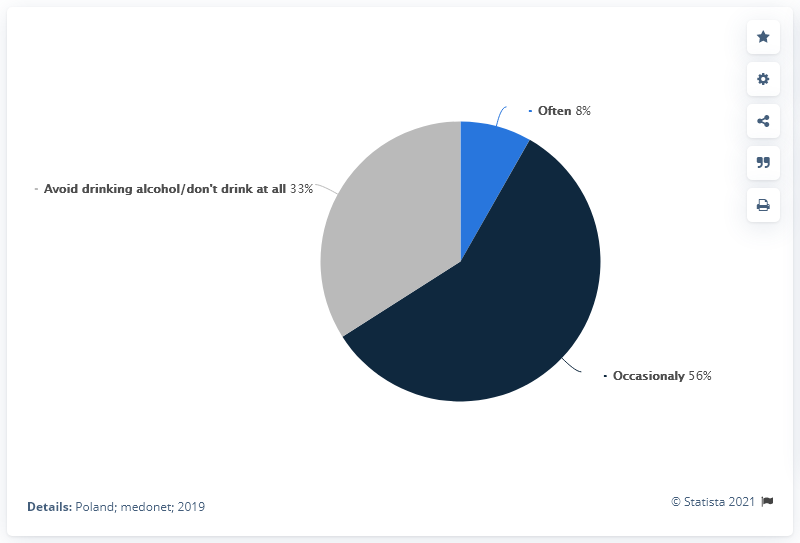 Often 8%
Avoid drinking alcohol/don't drink at all 33%
Occasionaly 56%
© Statista 2021
Details: Poland; medonet; 2019